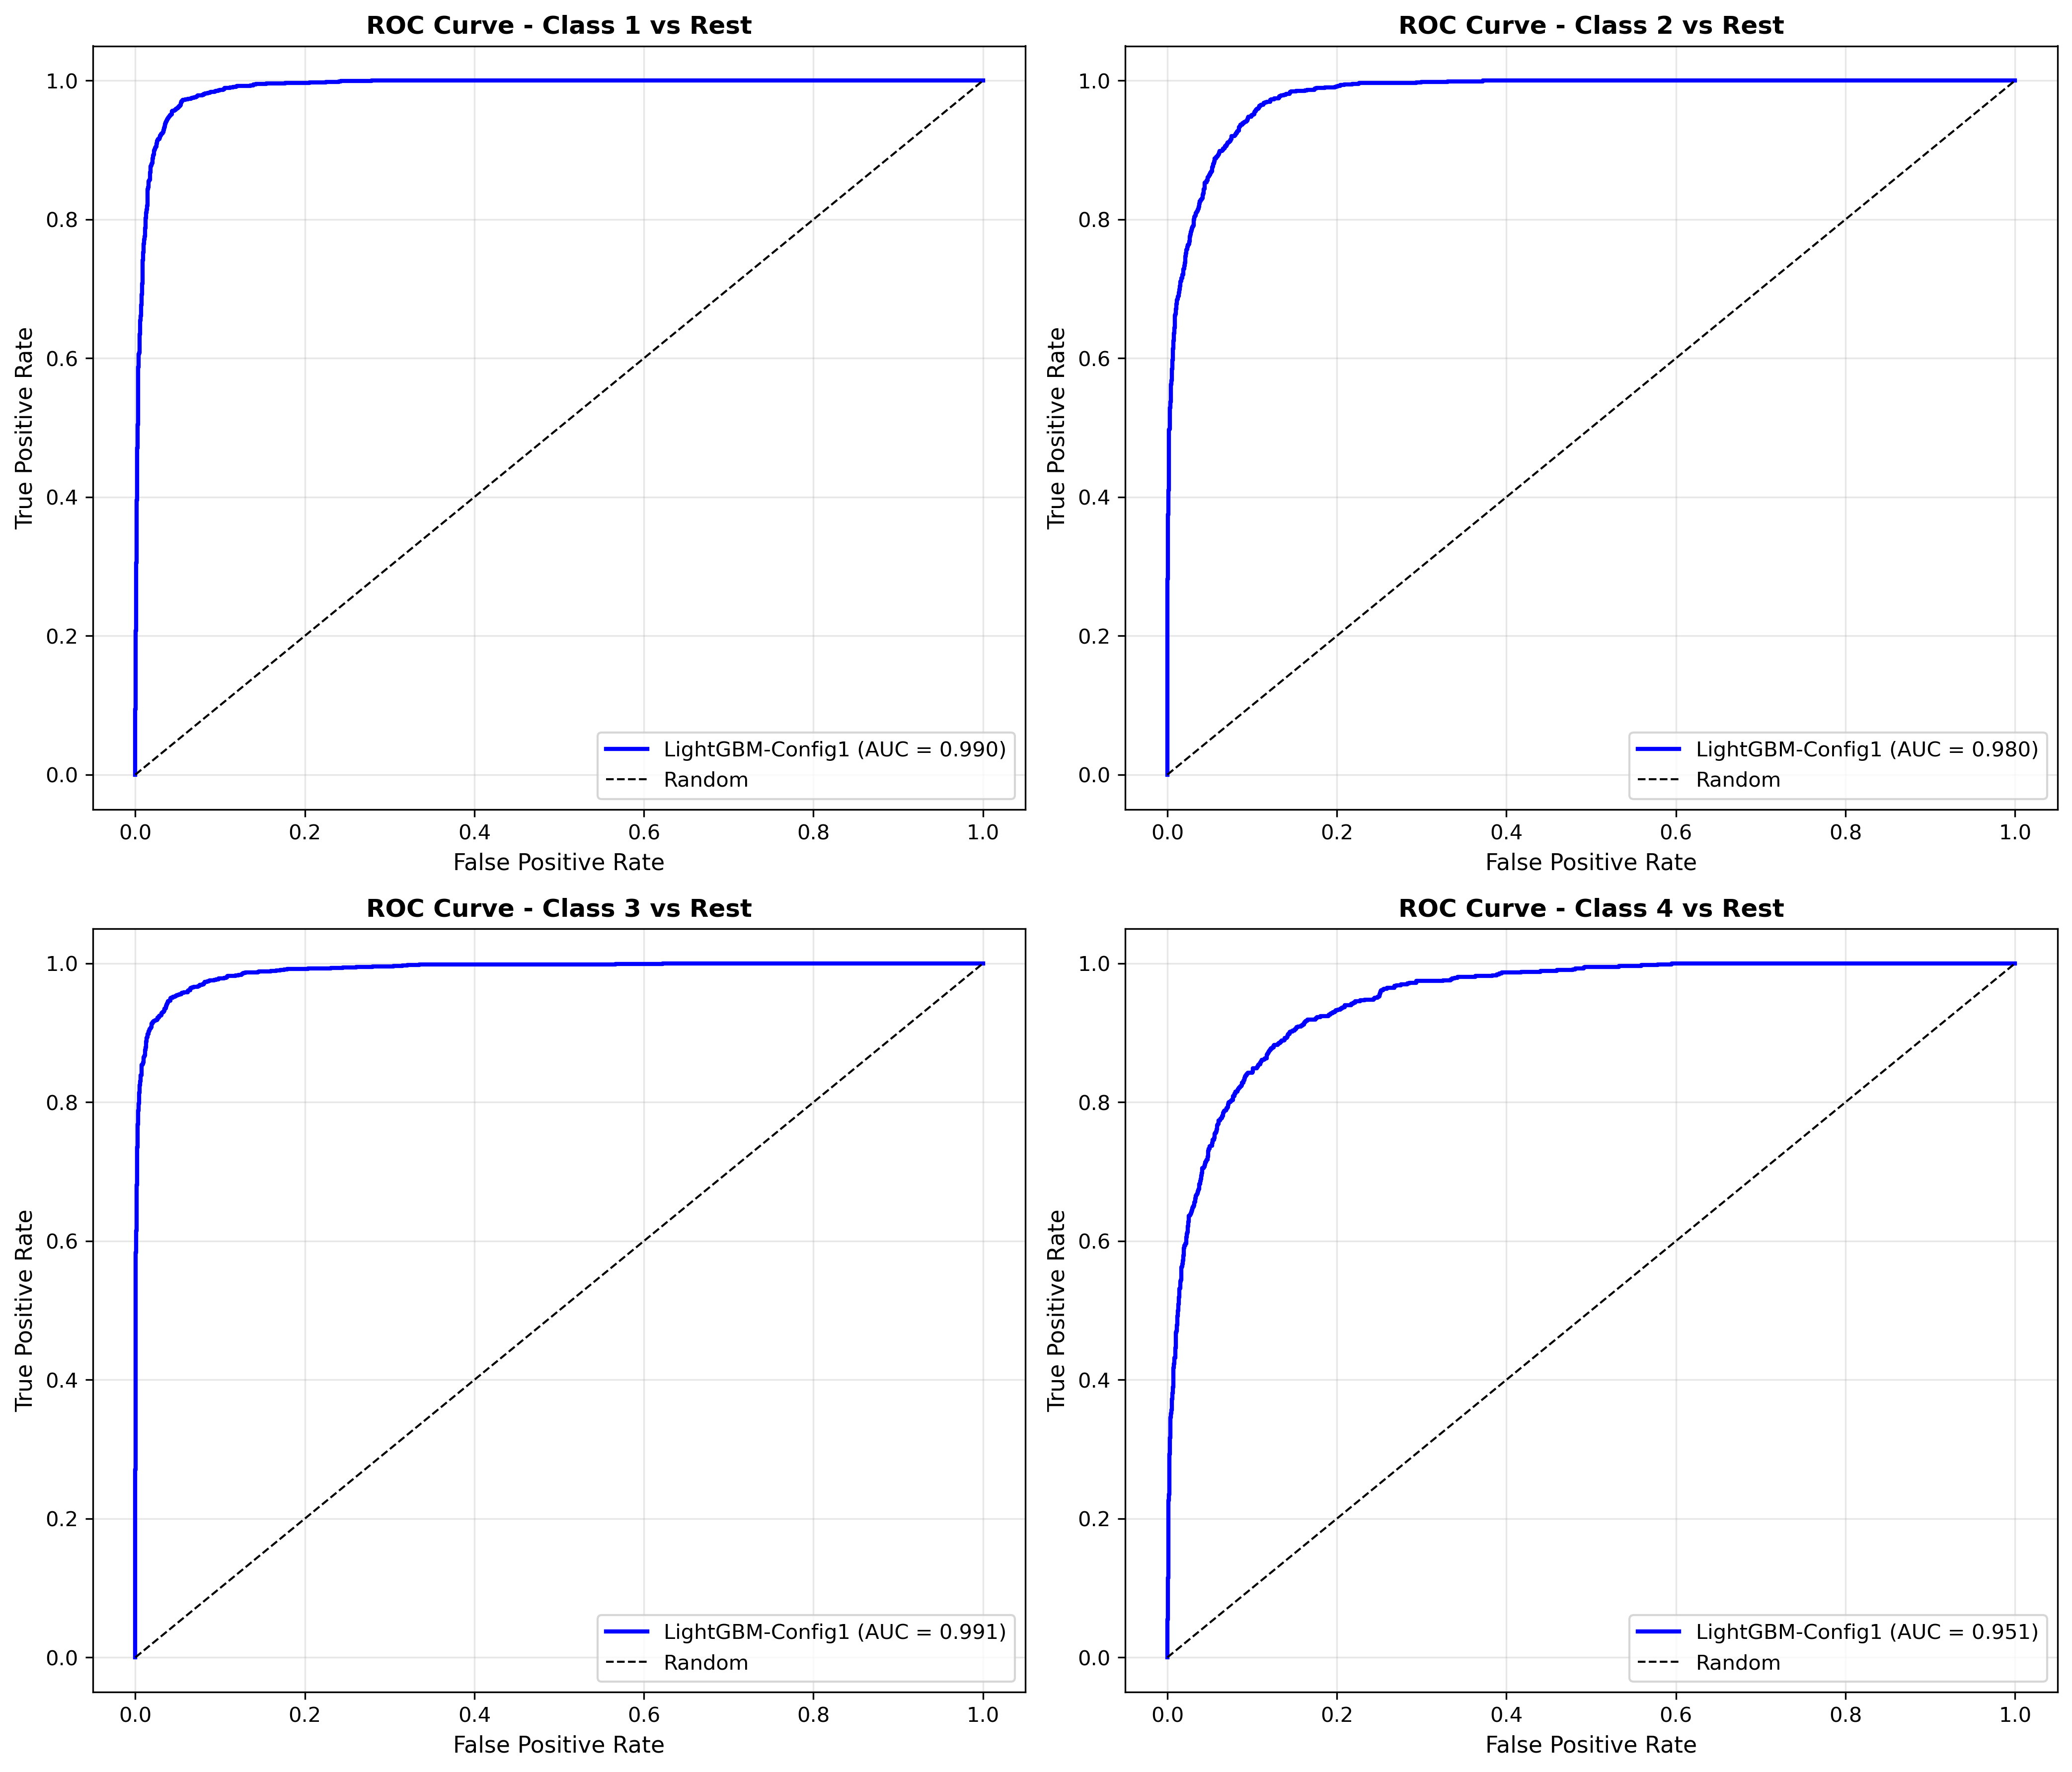 ROC Curve - Class 1 vs Rest
True Positive Rate
1.0
0.8
0.6
0.4
0.2
0.0
LightGBM-Config1 (AUC = 0.990)
Random
0.0 0.2 0.4 0.6 0.8 1.0
False Positive Rate
ROC Curve - Class 2 vs Rest
True Positive Rate
1.0
0.8
0.6
0.4
0.2
0.0
LightGBM-Config1 (AUC = 0.980)
Random
0.0 0.2 0.4 0.6 0.8 1.0
False Positive Rate
ROC Curve - Class 3 vs Rest
True Positive Rate
1.0
0.8
0.6
0.4
0.2
0.0
LightGBM-Config1 (AUC = 0.991)
Random
0.0 0.2 0.4 0.6 0.8 1.0
False Positive Rate
ROC Curve - Class 4 vs Rest
True Positive Rate
1.0
0.8
0.6
0.4
0.2
0.0
LightGBM-Config1 (AUC = 0.951)
Random
0.0 0.2 0.4 0.6 0.8 1.0
False Positive Rate